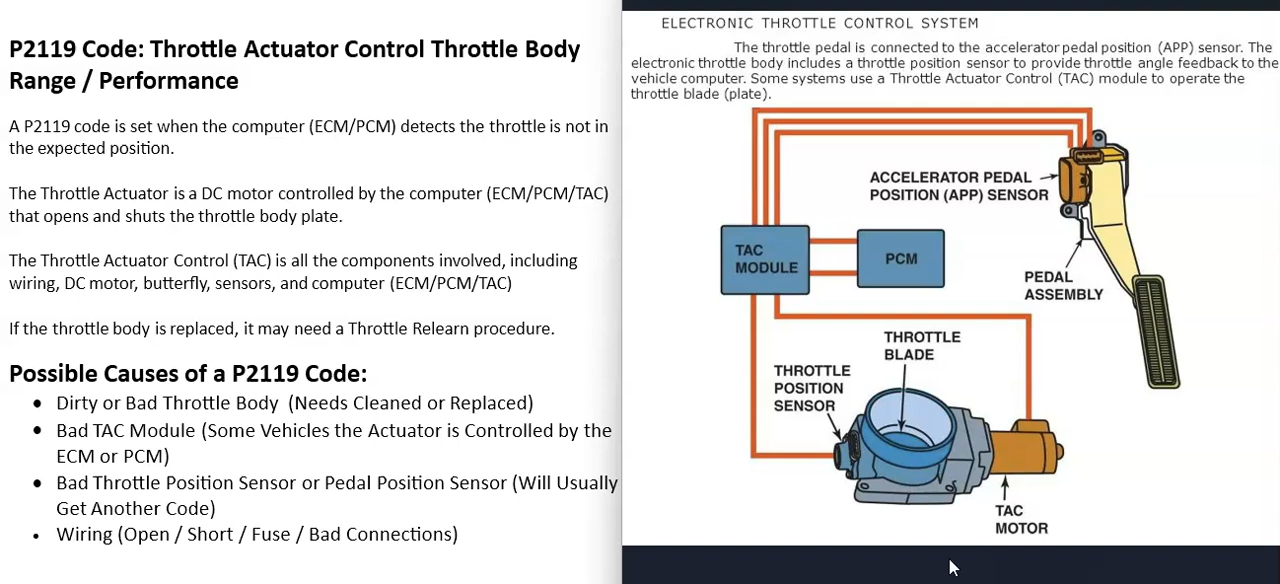 P2119 Code: Throttle Actuator Control Throttle Body
Range / Performance
A P2119 code is set when the computer (ECM/PCM) detects the throttle is not in
the expected position.
The Throttle Actuator is a DC motor controlled by the computer (ECM/PCM/TAC)
that opens and shuts the throttle body plate.
The Throttle Actuator Control (TAC) is all the components involved, including
wiring, DC motor, butterfly, sensors, and computer (ECM/PCM/TAC)
If the throttle body is replaced, it may need a Throttle Relearn procedure.
Possible Causes of a P2119 Code:
• Dirty or Bad Throttle Body (Needs Cleaned or Replaced)
• Bad TAC Module (Some Vehicles the Actuator is Controlled by the
ECM or PCM)
• Bad Throttle Position Sensor or Pedal Position Sensor (Will Usually
Get Another Code)
• Wiring (Open / Short / Fuse / Bad Connections)
ELECTRONIC THROTTLE CONTROL SYSTEM
The throttle pedal is connected to the accelerator pedal position (APP) sensor. The
electronic throttle body includes a throttle position sensor to provide throttle angle feedback to the
vehicle computer. Some systems use a Throttle Actuator Control (TAC) module to operate the
throttle blade (plate).
ACCELERATOR PEDAL
POSITION (APP) SENSOR
TAC
MODULE
PCM
PEDAL
ASSEMBLY
THROTTLE
BLADE
THROTTLE
POSITION
SENSOR
TAC
MOTOR